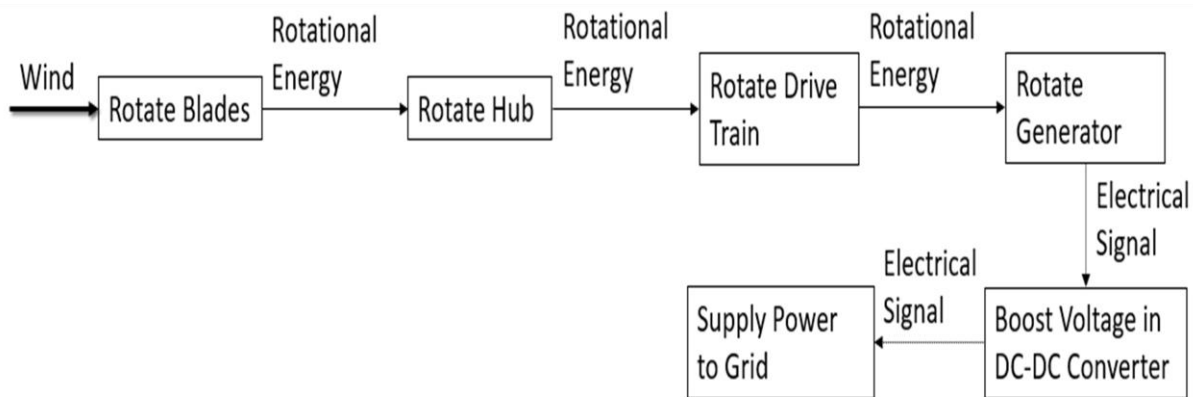 Wind
Rotate Blades
Rotational
Energy
Rotate Hub
Rotational
Energy
Rotate Drive
Train
Rotational
Energy
Rotate
Generator
Electrical
Signal
Boost Voltage in
DC-DC Converter
Electrical
Signal
Supply Power
to Grid